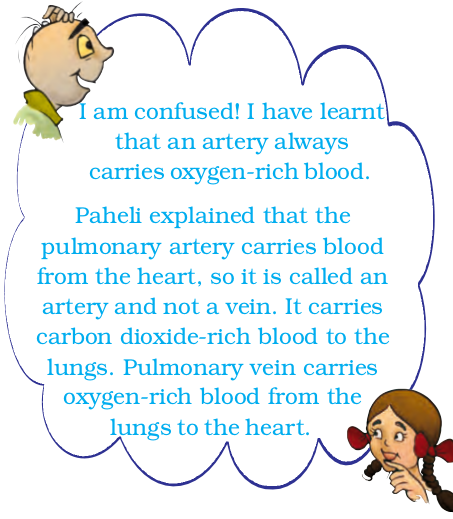 I am confused! I have learnt
that an artery always
carries oxygen-rich blood.
Paheli explained that the
pulmonary artery carries blood
from the heart, so it is called an
artery and not a vein. It carries
carbon dioxide-rich blood to the
lungs. Pulmonary vein carries
oxygen-rich blood from the
lungs to the heart.